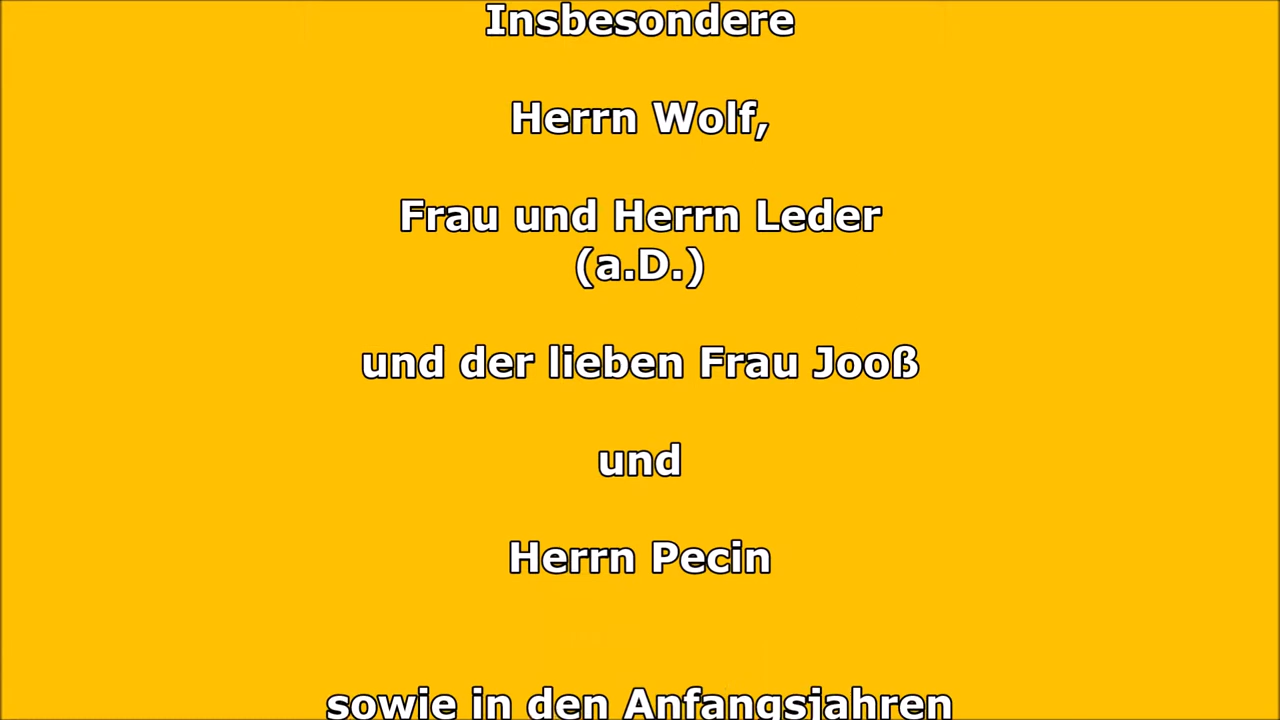 Insbesondere
Herrn Wolf,
Frau und Herrn Leder
(a.D.)
und der lieben Frau Jooß
und
Herrn Pecin
sowie in den Anfangsjahren